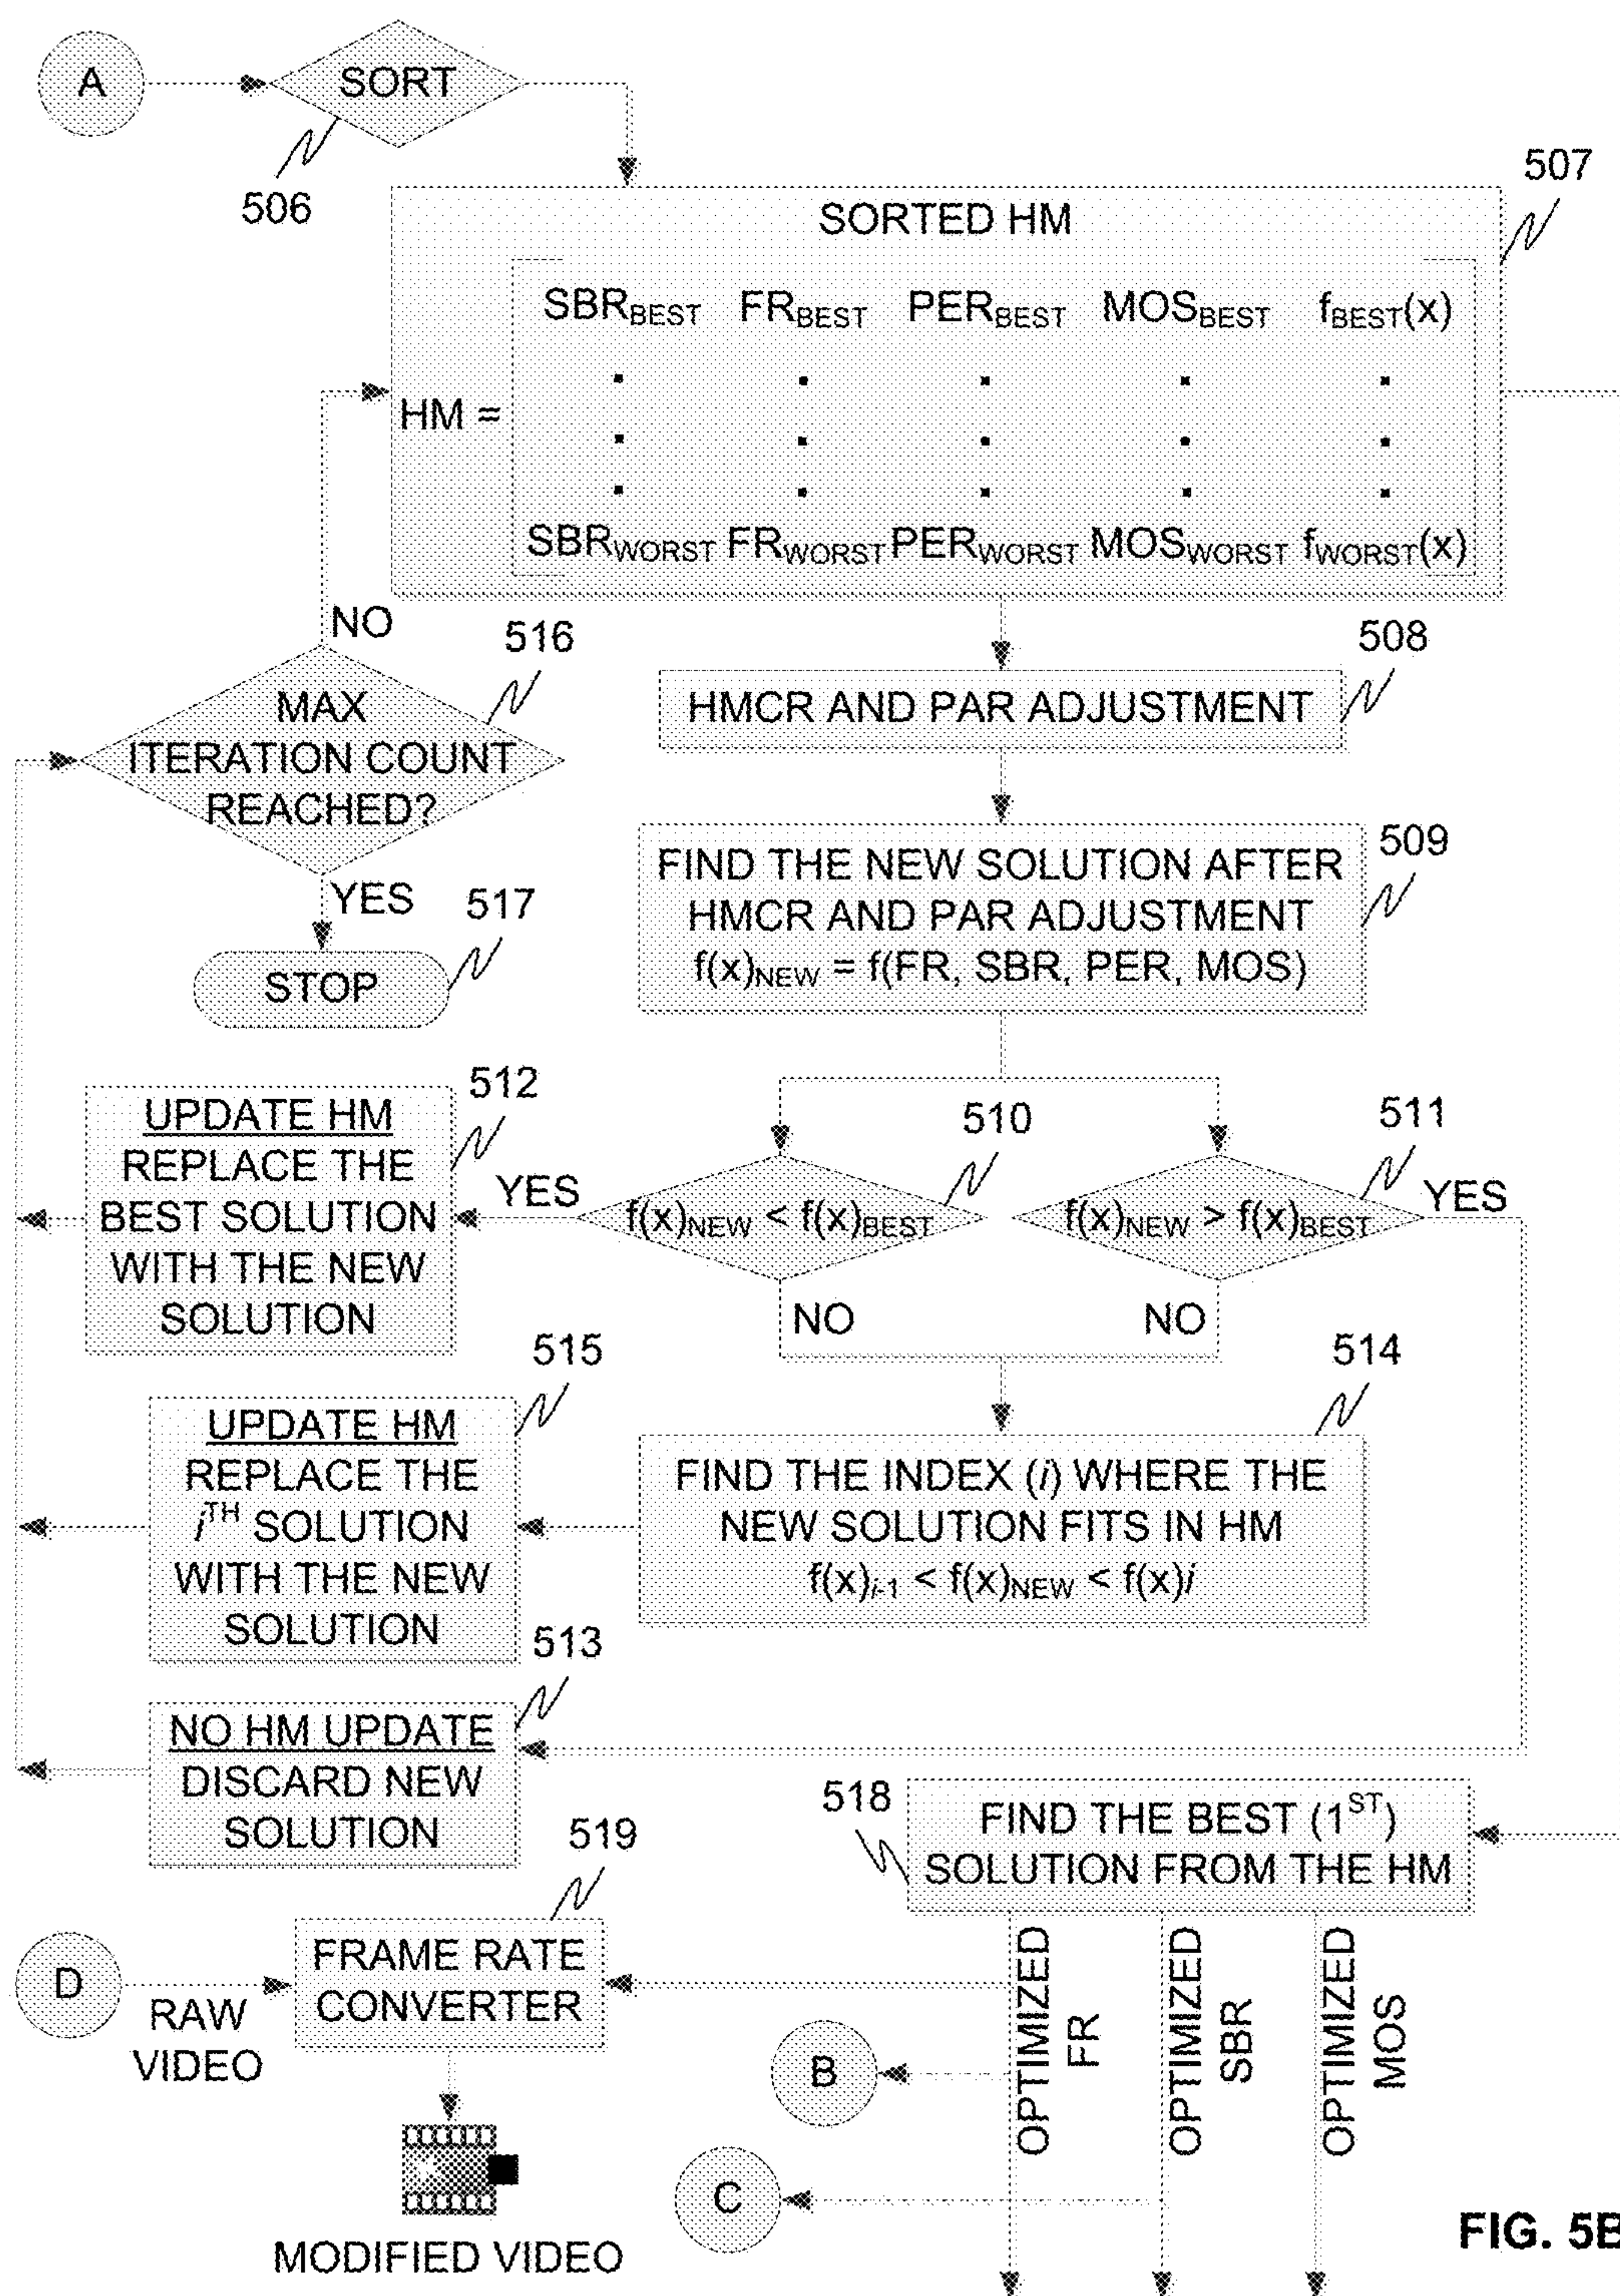 A
SORT
506
507
SORTED HM
SBRBEST FRBEST PERBEST MOSBEST fBEST(x)
HM =
SBRWORST FRWORST PERWORST MOSWORST fWORST(x)
NO
516
508
MAX
ITERATION COUNT
REACHED?
HMCR AND PAR ADJUSTMENT
YES
517
STOP
509
FIND THE NEW SOLUTION AFTER
HMCR AND PAR ADJUSTMENT
f(x)NEW = f(FR, SBR, PER, MOS)
512
UPDATE HM
REPLACE THE
BEST SOLUTION
WITH THE NEW
SOLUTION
510
511
YES
f(x)NEW < f(x)BEST
f(x)NEW > f(x)BEST
YES
NO
NO
515
514
UPDATE HM
REPLACE THE
iTH SOLUTION
WITH THE NEW
SOLUTION
FIND THE INDEX (i) WHERE THE
NEW SOLUTION FITS IN HM
f(x)i-1 < f(x)NEW < f(x)i
513
NO HM UPDATE
DISCARD NEW
SOLUTION
518
FIND THE BEST (1ST)
SOLUTION FROM THE HM
519
D
RAW
VIDEO
FRAME RATE
CONVERTER
OPTIMIZED
FR
OPTIMIZED
SBR
OPTIMIZED
MOS
B
C
MODIFIED VIDEO
FIG. 5B